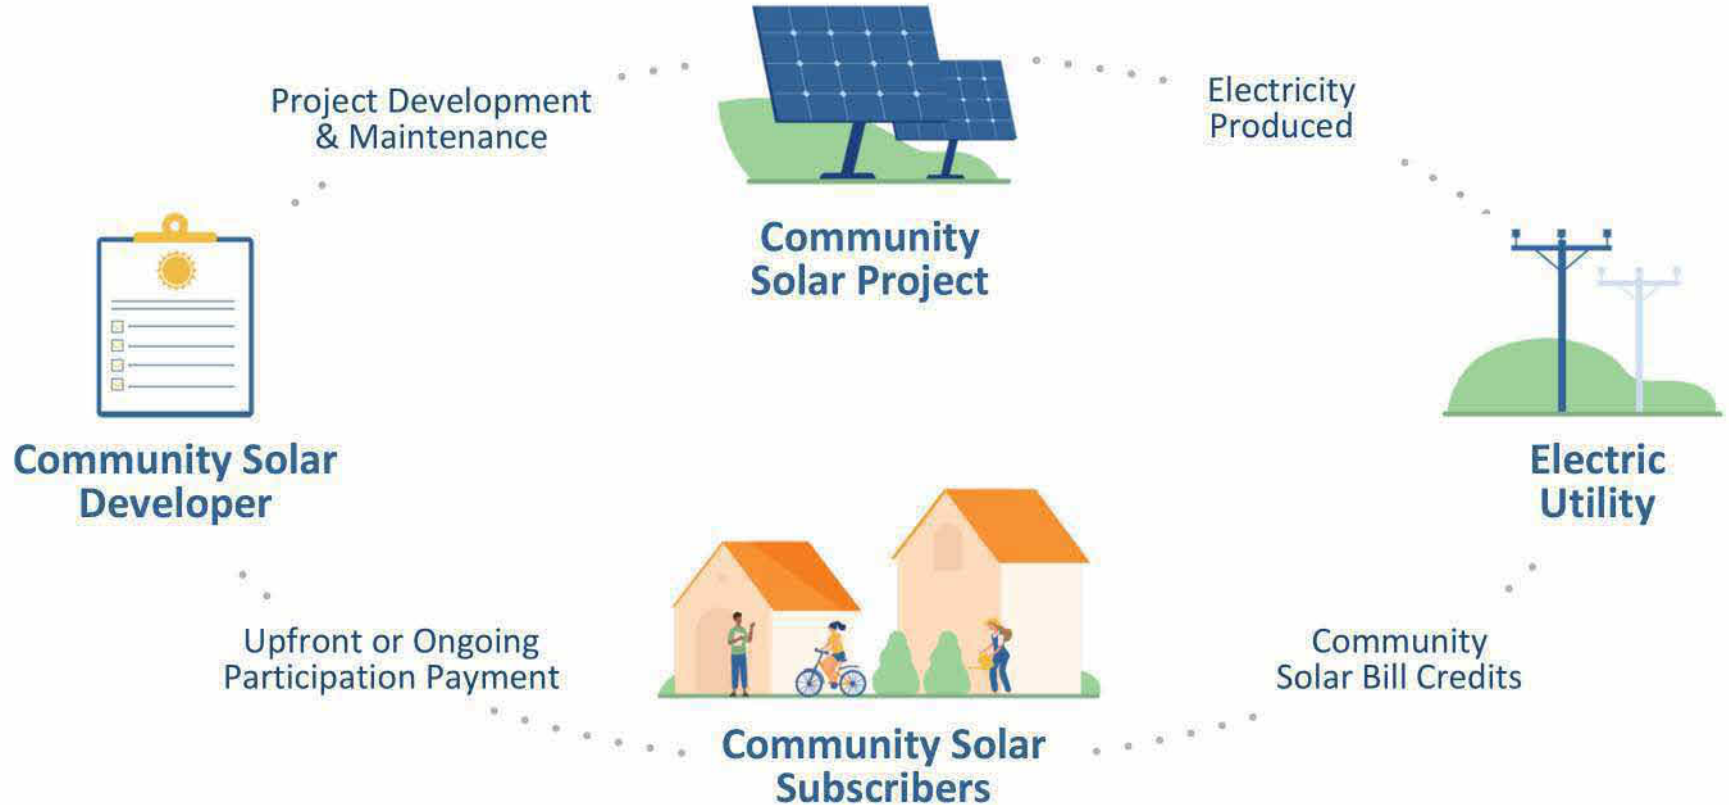 Project Development
& Maintenance
Electricity
Produced
Community
Solar Project
Community Solar
Developer
Electric
Utility
Upfront or Ongoing
Participation Payment
Community
Solar Bill Credits
Community Solar
Subscribers